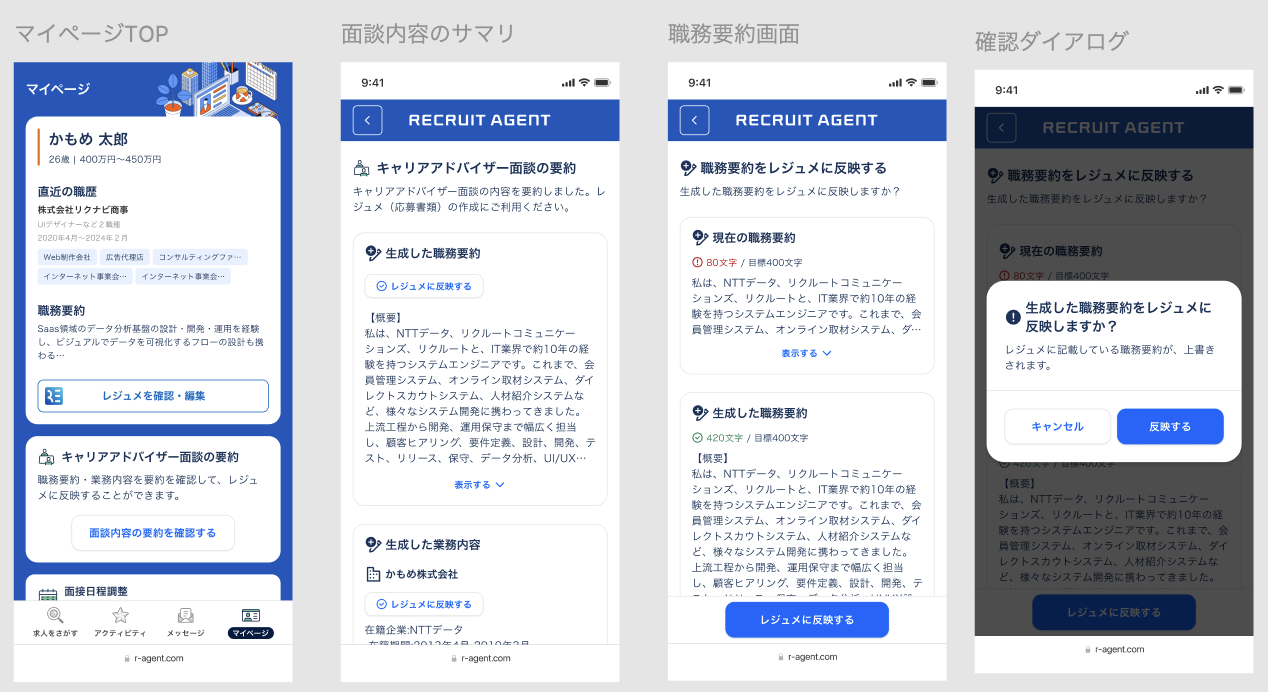 マイページTOP
マイページ
かもめ 太郎
26歳 | 400万円〜450万円
直近の職歴
株式会社リクナビ商事
UIデザイナーなど２職種
2020年4月〜2024年２月
Web制作会社
広告代理店
コンサルティングファ…
インターネット事業会…
インターネット事業会…
職務要約
Saas領域のデータ分析基盤の設計・開発・運用を経験
し、ビジュアルでデータを可視化するフローの設計も携
わる…
レジュメを確認・編集
キャリアアドバイザー面談の要約
職務要約・業務内容を要約を確認して、レジュ
メに反映することができます。
面談内容の要約を確認する
面接日程調整
求人をさがす
アクティビティ
メッセージ
マイページ
r-agent.com
面談内容のサマリ
9:41
RECRUIT AGENT
キャリアアドバイザー面談の要約
キャリアアドバイザー面談の内容を要約しました。レ
ジュメ（応募書類）の作成にご利用ください。
生成した職務要約
レジュメに反映する
【概要】
私は、NTTデータ、リクルートコミュニケー
ションズ、リクルートと、IT業界で約10年の経
験を持つシステムエンジニアです。これまで、会
員管理システム、オンライン取材システム、ダイ
レクトスカウトシステム、人材紹介システムな
ど、様々なシステム開発に携わってきました。
上流工程から開発、運用保守まで幅広く担当
し、顧客ヒアリング、要件定義、設計、開発、テ
スト、リリース、保守、データ分析、UI/UX…
表示する
生成した業務内容
かもめ株式会社
レジュメに反映する
在籍企業:NTTデータ
r-agent.com
職務要約画面
9:41
RECRUIT AGENT
職務要約をレジュメに反映する
生成した職務要約をレジュメに反映しますか？
現在の職務要約
80文字 / 目標400文字
私は、NTTデータ、リクルートコミュニケー
ションズ、リクルートと、IT業界で約10年の経
験を持つシステムエンジニアです。これまで、会
員管理システム、オンライン取材システム、ダ…
表示する
生成した職務要約
420文字 / 目標400文字
【概要】
私は、NTTデータ、リクルートコミュニケー
ションズ、リクルートと、IT業界で約10年の経
験を持つシステムエンジニアです。これまで、会
員管理システム、オンライン取材システム、ダイ
レクトスカウトシステム、人材紹介システムな
ど、様々なシステム開発に携わってきました。
上流工程から開発、運用保守まで幅広く担当
し、顧客ヒアリング、要件定義、設計、開発、テ
レジュメに反映する
r-agent.com
確認ダイアログ
9:41
RECRUIT AGENT
職務要約をレジュメに反映する
生成した職務要約をレジュメに反映しますか？
現在の職務要約
80文字 / 目標400文字
生成した職務要約をレジュメに
反映しますか？
レジュメに記載している職務要約が、上書き
されます。
キャンセル
反映する
420文字 / 目標400文字
【概要】
私は、NTTデータ、リクルートコミュニケー
ションズ、リクルートと、IT業界で約10年の経
験を持つシステムエンジニアです。これまで、会
員管理システム、オンライン取材システム、ダイ
レクトスカウトシステム、人材紹介システムな
ど、様々なシステム開発に携わってきました。
レジュメに反映する
r-agent.com